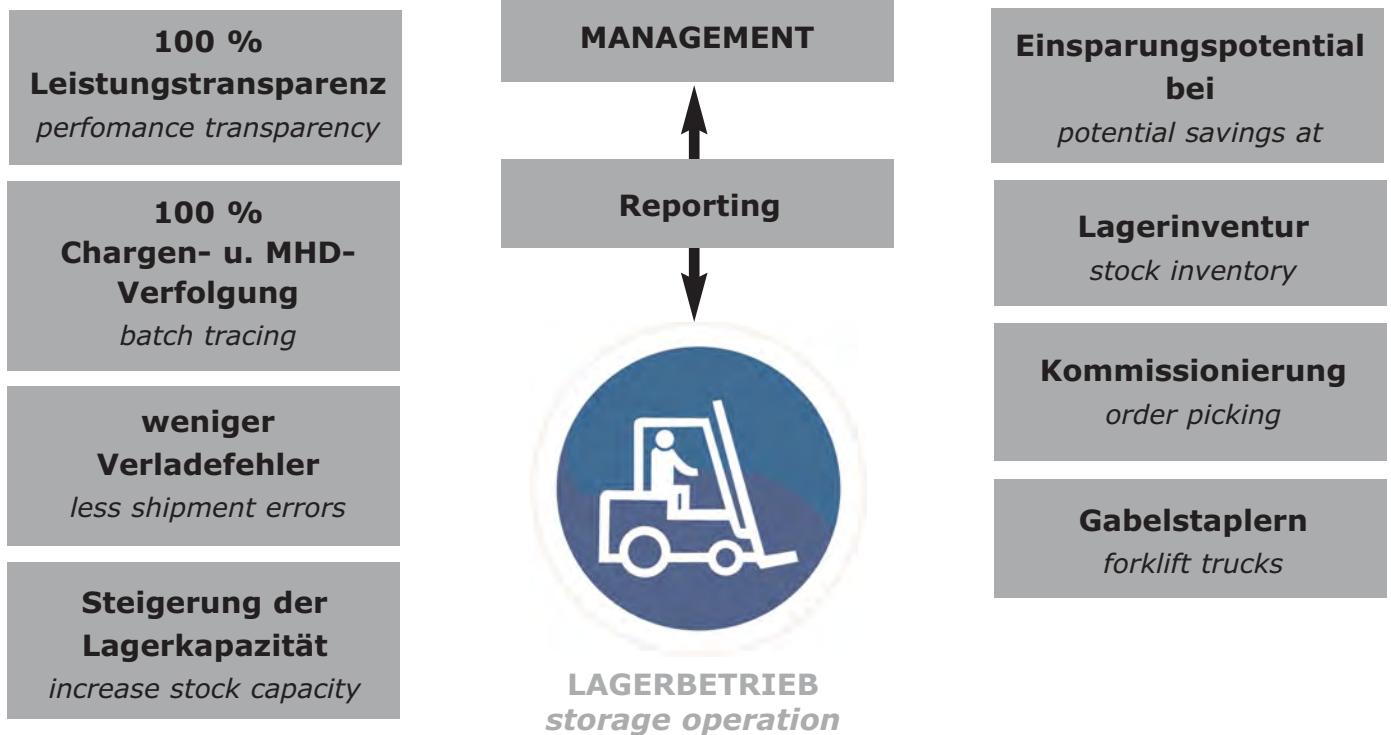 100 %
Leistungstransparenz
perfomance transparency
100 %
Chargen- u. MHD-
Verfolgung
batch tracing
weniger
Verladefehler
less shipment errors
Steigerung der
Lagerkapazität
increase stock capacity
MANAGEMENT
Reporting
LAGERBETRIEB
storage operation
Einsparungspotential
bei
potential savings at
Lagerinventur
stock inventory
Kommissionierung
order picking
Gabelstaplern
forklift trucks